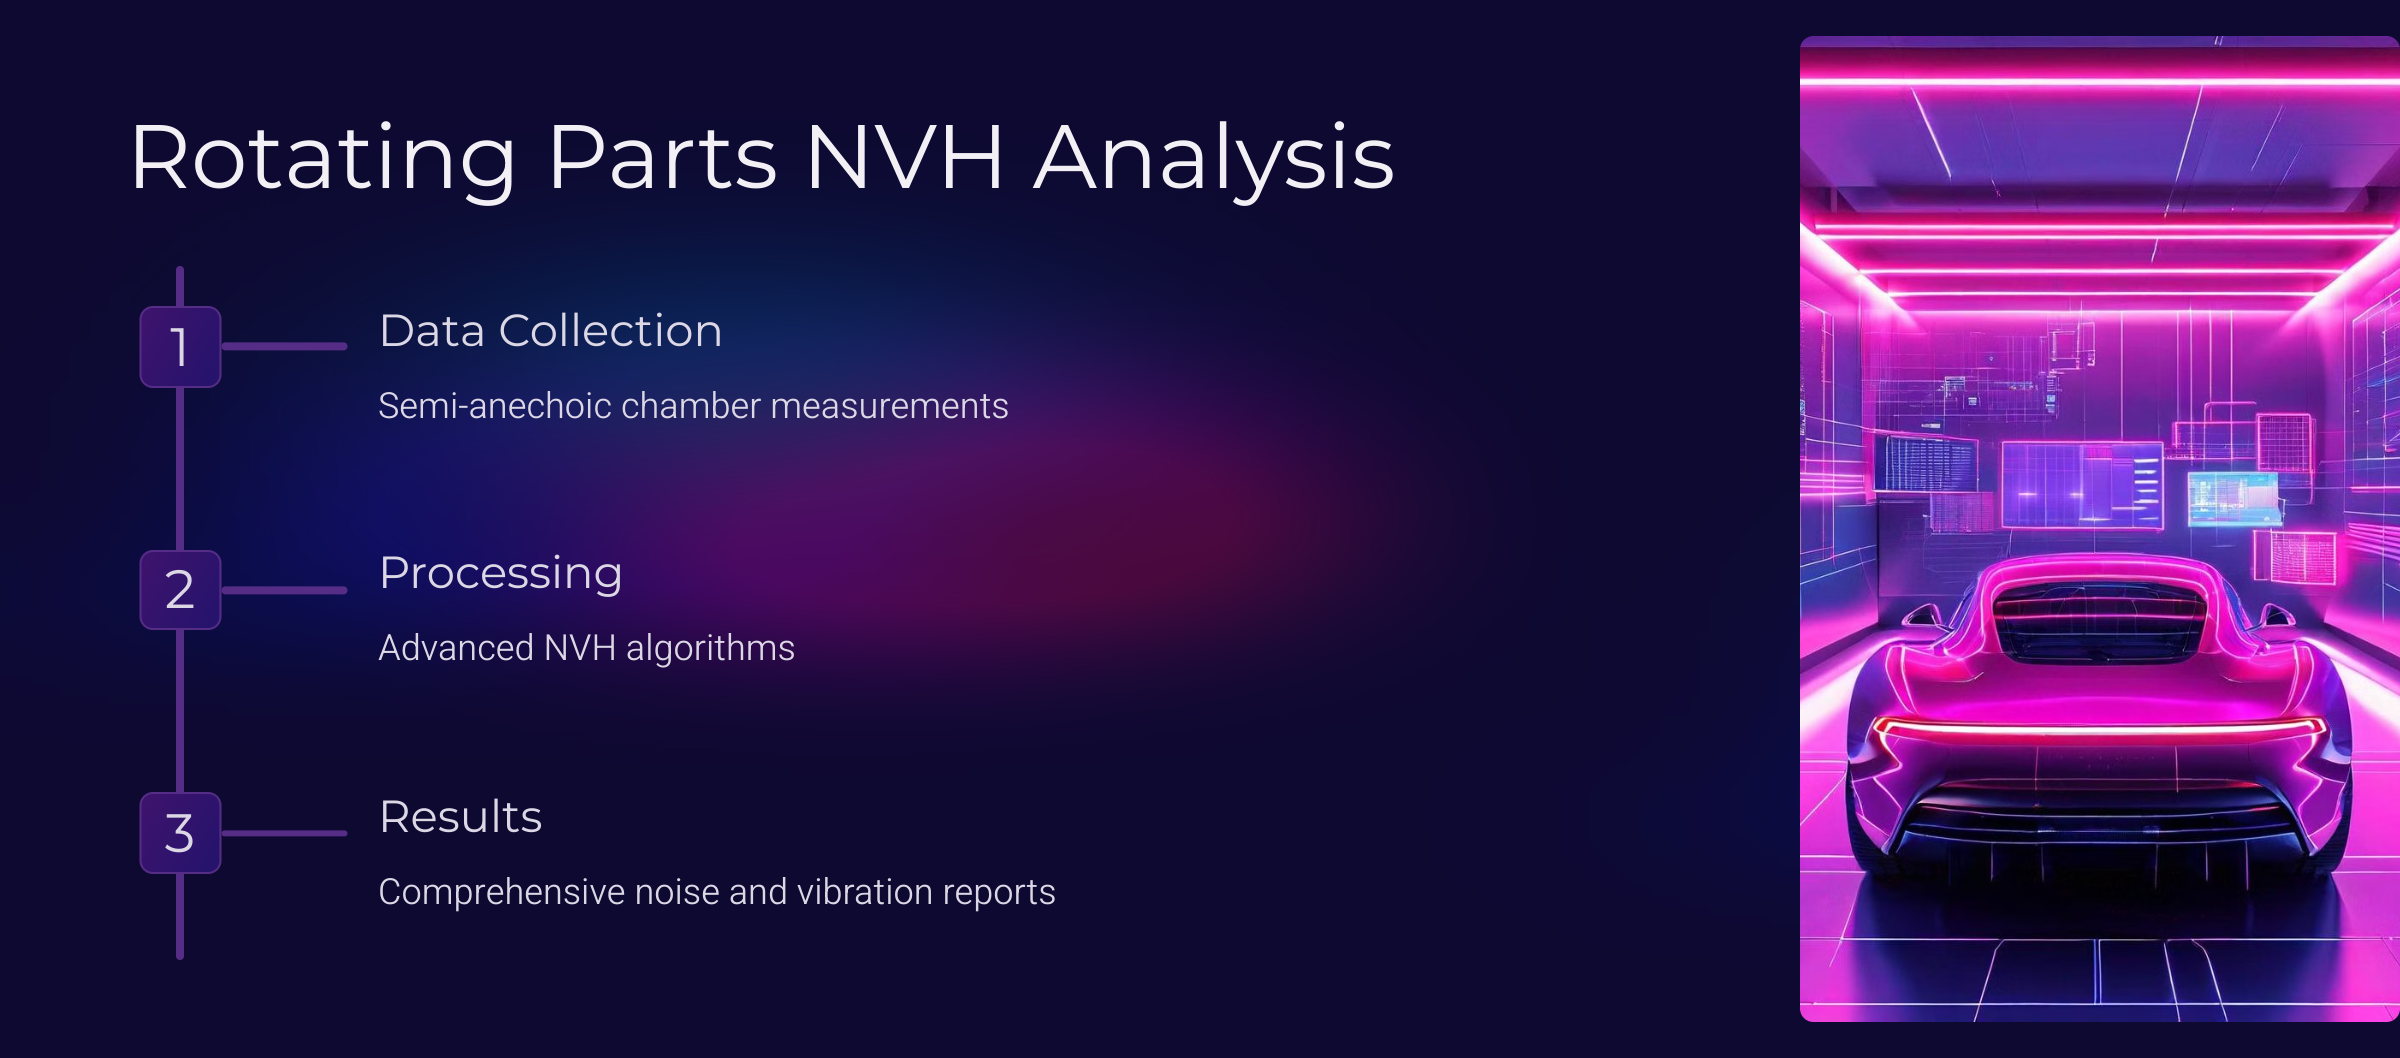 Rotating Parts NVH Analysis
1
Data Collection
Semi-anechoic chamber measurements
2
Processing
Advanced NVH algorithms
3
Results
Comprehensive noise and vibration reports